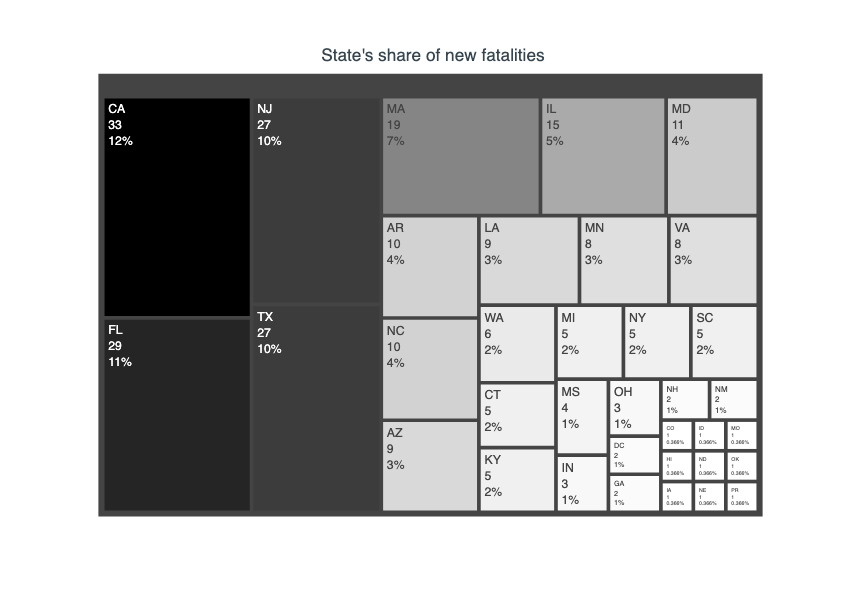 State's share of new fatalities
CA
33
12%
FL
29
11%
NJ
27
10%
TX
27
10%
MA
19
7%
IL
15
5%
MD
11
4%
AR
10
4%
NC
10
4%
AZ
9
3%
LA
9
3%
MN
8
3%
VA
8
3%
WA
6
2%
CT
5
2%
KY
5
2%
MI
5
2%
NY
5
2%
SC
5
2%
MS
4
1%
IN
3
1%
OH
3
1%
DC
2
1%
GA
2
1%
NH
2
1%
NM
2
1%
CO
1
0.366%
HI
1
0.366%
IA
1
0.366%
ID
1
0.366%
ND
1
0.366%
NE
1
0.366%
MO
1
0.366%
OK
1
0.366%
PR
1
0.366%